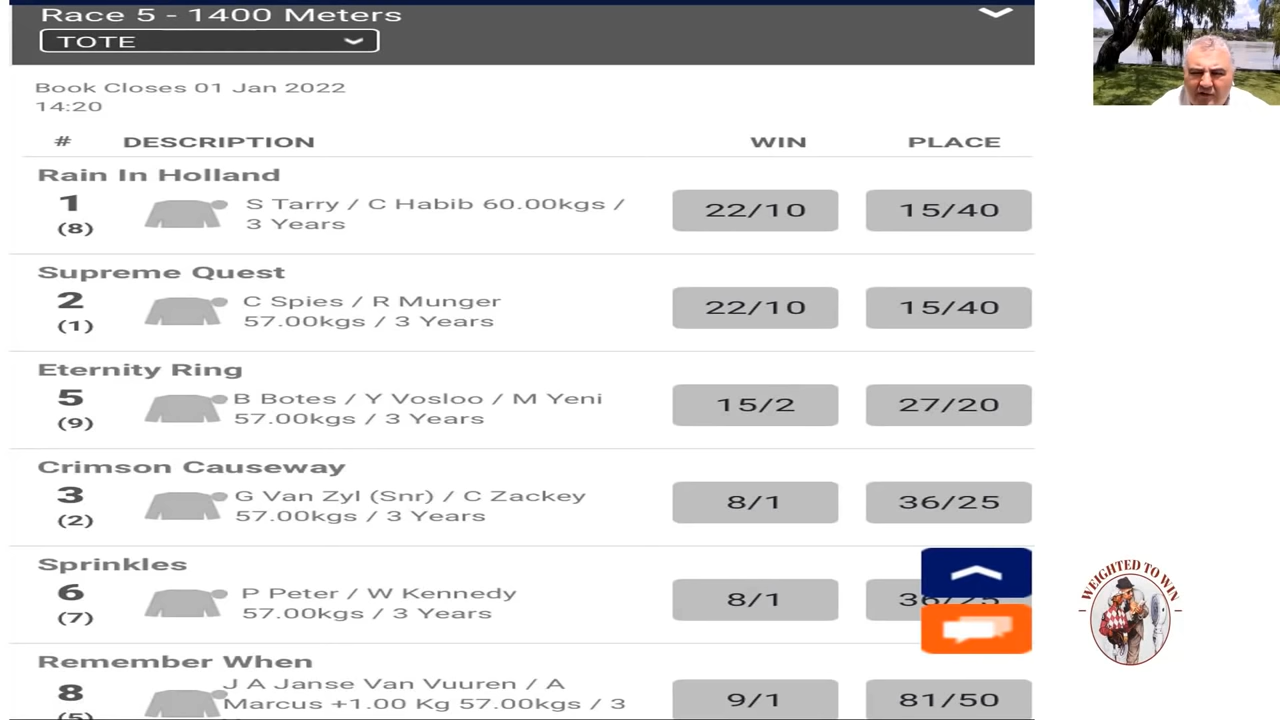 Race 5 - 1400 Meters
TOTE
Book Closes 01 Jan 2022
14:20
# DESCRIPTION WIN PLACE
Rain In Holland
1 S Tarry / C Habib 60.00kgs / 22/10 15/40
(8) 3 Years
Supreme Quest
2 C Spies / R Munger 22/10 15/40
(1) 57.00kgs / 3 Years
Eternity Ring
5 B Botes / Y Vosloo / M Yeni 15/2 27/20
(9) 57.00kgs / 3 Years
Crimson Causeway
3 G Van Zyl (Snr) / C Zackey 8/1 36/25
(2) 57.00kgs / 3 Years
Sprinkles
6 P Peter / W Kennedy 8/1 36/25
(7) 57.00kgs / 3 Years
Remember When
8 J A Janse Van Vuuren / A 9/1 81/50
(5) Marcus +1.00 Kg 57.00kgs / 3
WEIGHTED TO WIN